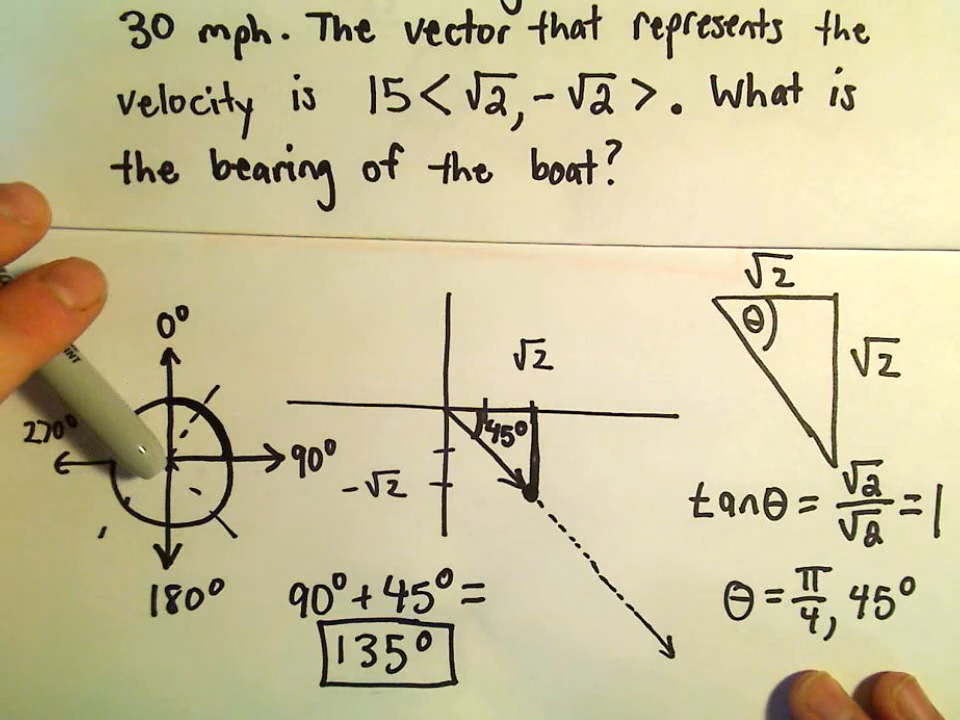 30 mph. The vector that represents the
velocity is 15<√2, -√2>. What is
the bearing of the boat?
0°
270°
90°
180°
√2
45°
-√2
90° + 45° =
135°
√2
θ
√2
tanθ = √2/√2 = 1
θ = π/4, 45°